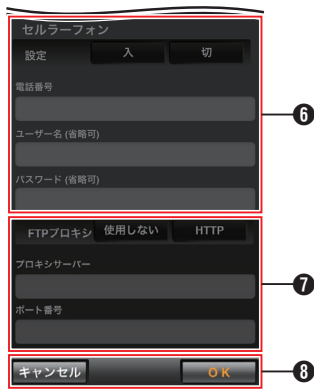 セルラーフォン
設定 入 切
電話番号
ユーザー名 (省略可)
パスワード (省略可)
❻
FTPプロキシ 使用しない HTTP
プロキシサーバー
❼
ポート番号
キャンセル OK ❽